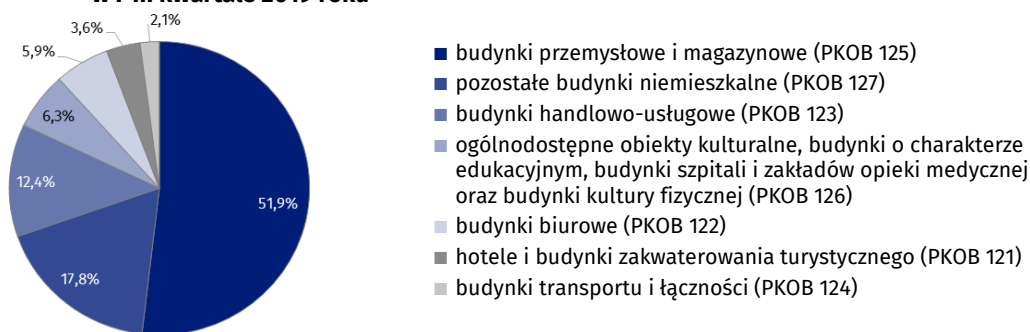 w I-III kwartale 2019 roku
2,1%
3,6%
5,9%
6,3%
12,4%
17,8%
51,9%
budynki przemysłowe i magazynowe (PKOB 125)
pozostałe budynki niemieszkalne (PKOB 127)
budynki handlowo-usługowe (PKOB 123)
ogólnodostępne obiekty kulturalne, budynki o charakterze
edukacyjnym, budynki szpitali i zakładów opieki medycznej
oraz budynki kultury fizycznej (PKOB 126)
budynki biurowe (PKOB 122)
hotele i budynki zakwaterowania turystycznego (PKOB 121)
budynki transportu i łączności (PKOB 124)